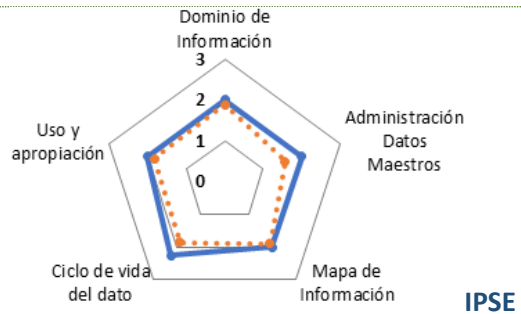 Dominio de
Información
3
2
1
0
Administración
Datos
Maestros
Uso y
apropiación
Ciclo de vida
del dato
Mapa de
Información
IPSE